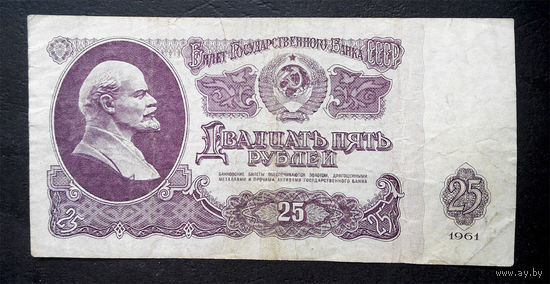 Билет Государственного Банка СССР
Двадцать пять
рублей
БАНКОВСКИЕ БИЛЕТЫ ОБЕСПЕЧИВАЮТСЯ ЗОЛОТОМ, ДРАГОЦЕННЫМИ
МЕТАЛЛАМИ И ПРОЧИМИ АКТИВАМИ ГОСУДАРСТВЕННОГО БАНКА
25
25
25
25
1961
www.ay.by